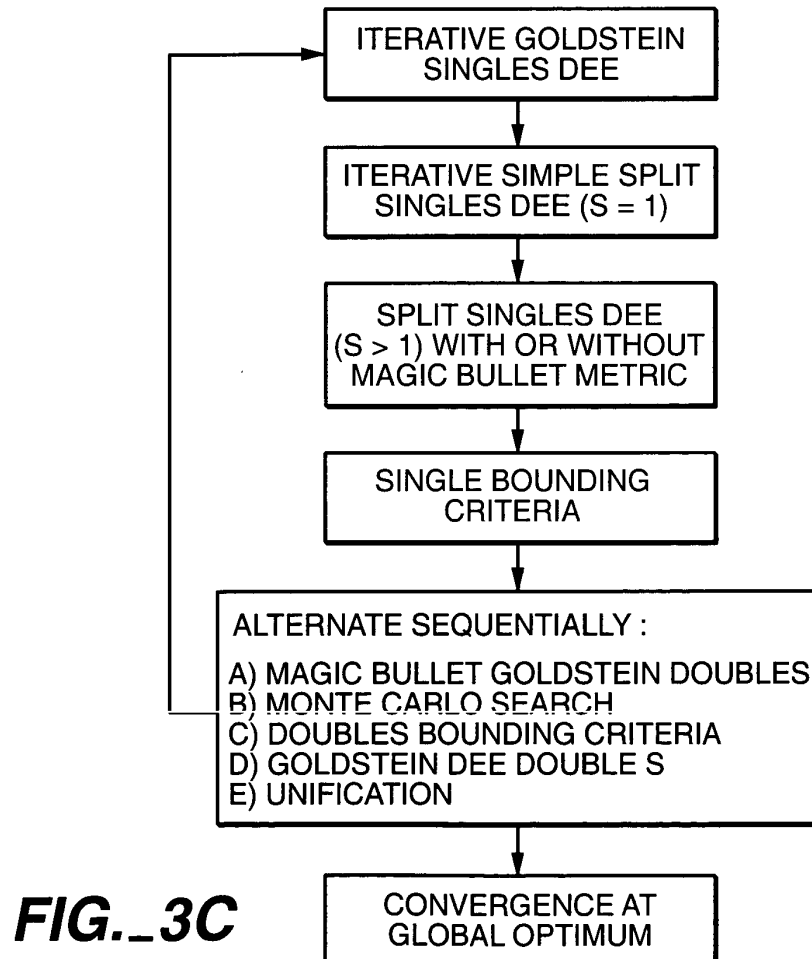 ITERATIVE GOLDSTEIN
SINGLES DEE
ITERATIVE SIMPLE SPLIT
SINGLES DEE (S = 1)
SPLIT SINGLES DEE
(S > 1) WITH OR WITHOUT
MAGIC BULLET METRIC
SINGLE BOUNDING
CRITERIA
ALTERNATE SEQUENTIALLY :
A) MAGIC BULLET GOLDSTEIN DOUBLES
B) MONTE CARLO SEARCH
C) DOUBLES BOUNDING CRITERIA
D) GOLDSTEIN DEE DOUBLE S
E) UNIFICATION
CONVERGENCE AT
GLOBAL OPTIMUM
FIG._3C